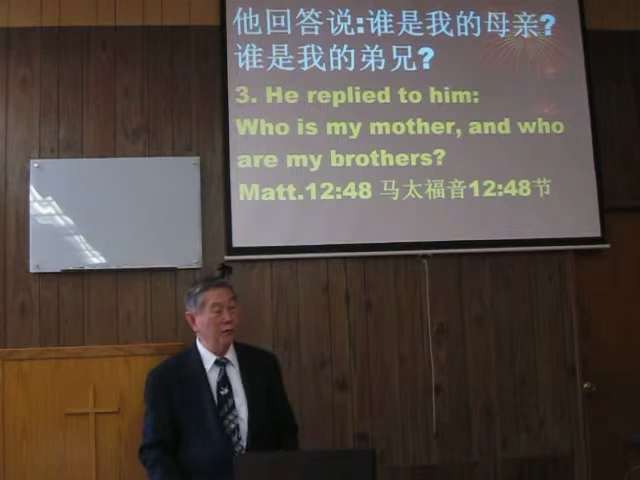 他回答说:谁是我的母亲?
谁是我的弟兄?
3. He replied to him:
Who is my mother, and who
are my brothers?
Matt.12:48 马太福音12:48节